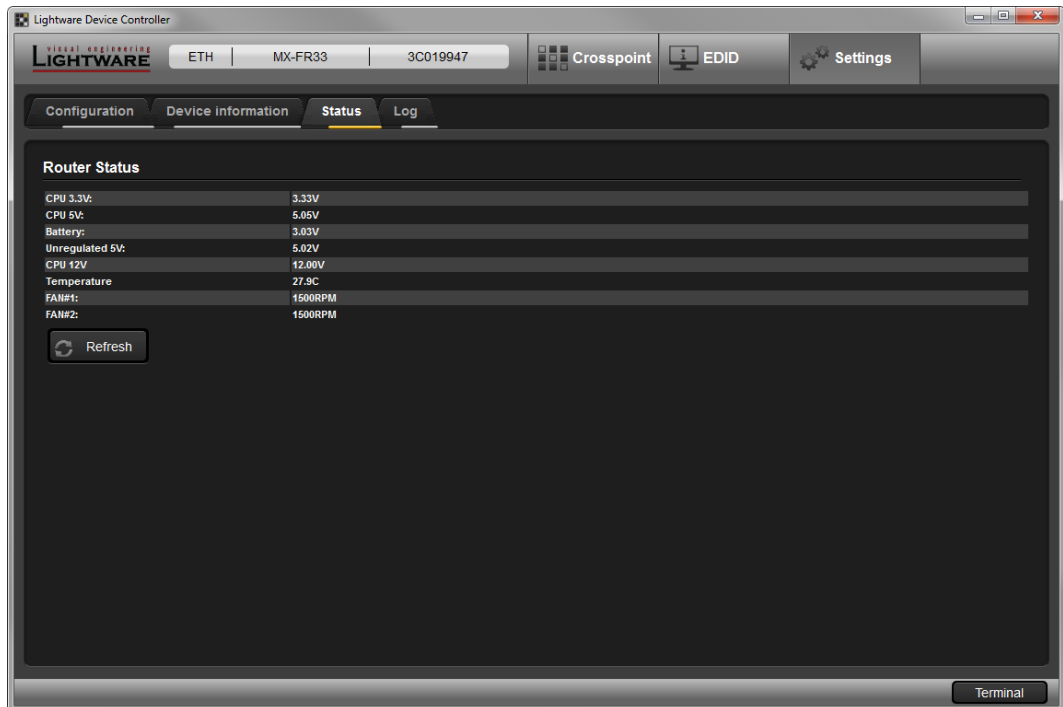 Lightware Device Controller
visual engineering
LIGHTWARE
ETH | MX-FR33 | 3C019947
Crosspoint
EDID
Settings
Configuration
Device information
Status
Log
Router Status
CPU 3.3V: 3.33V
CPU 5V: 5.05V
Battery: 3.03V
Unregulated 5V: 5.02V
CPU 12V 12.00V
Temperature 27.9C
FAN#1: 1500RPM
FAN#2: 1500RPM
Refresh
Terminal